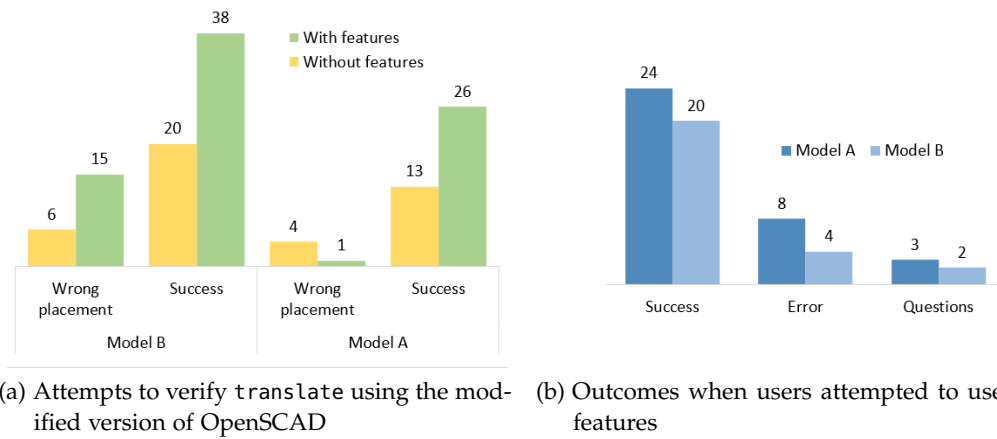 38
With features
Without features
26
20
15
13
6
4
1
Wrong placement
Success
Wrong placement
Success
Model B
Model A
(a) Attempts to verify translate using the mod-
ified version of OpenSCAD
24
20
Model A
Model B
8
4
3
2
Success
Error
Questions
(b) Outcomes when users attempted to use
features